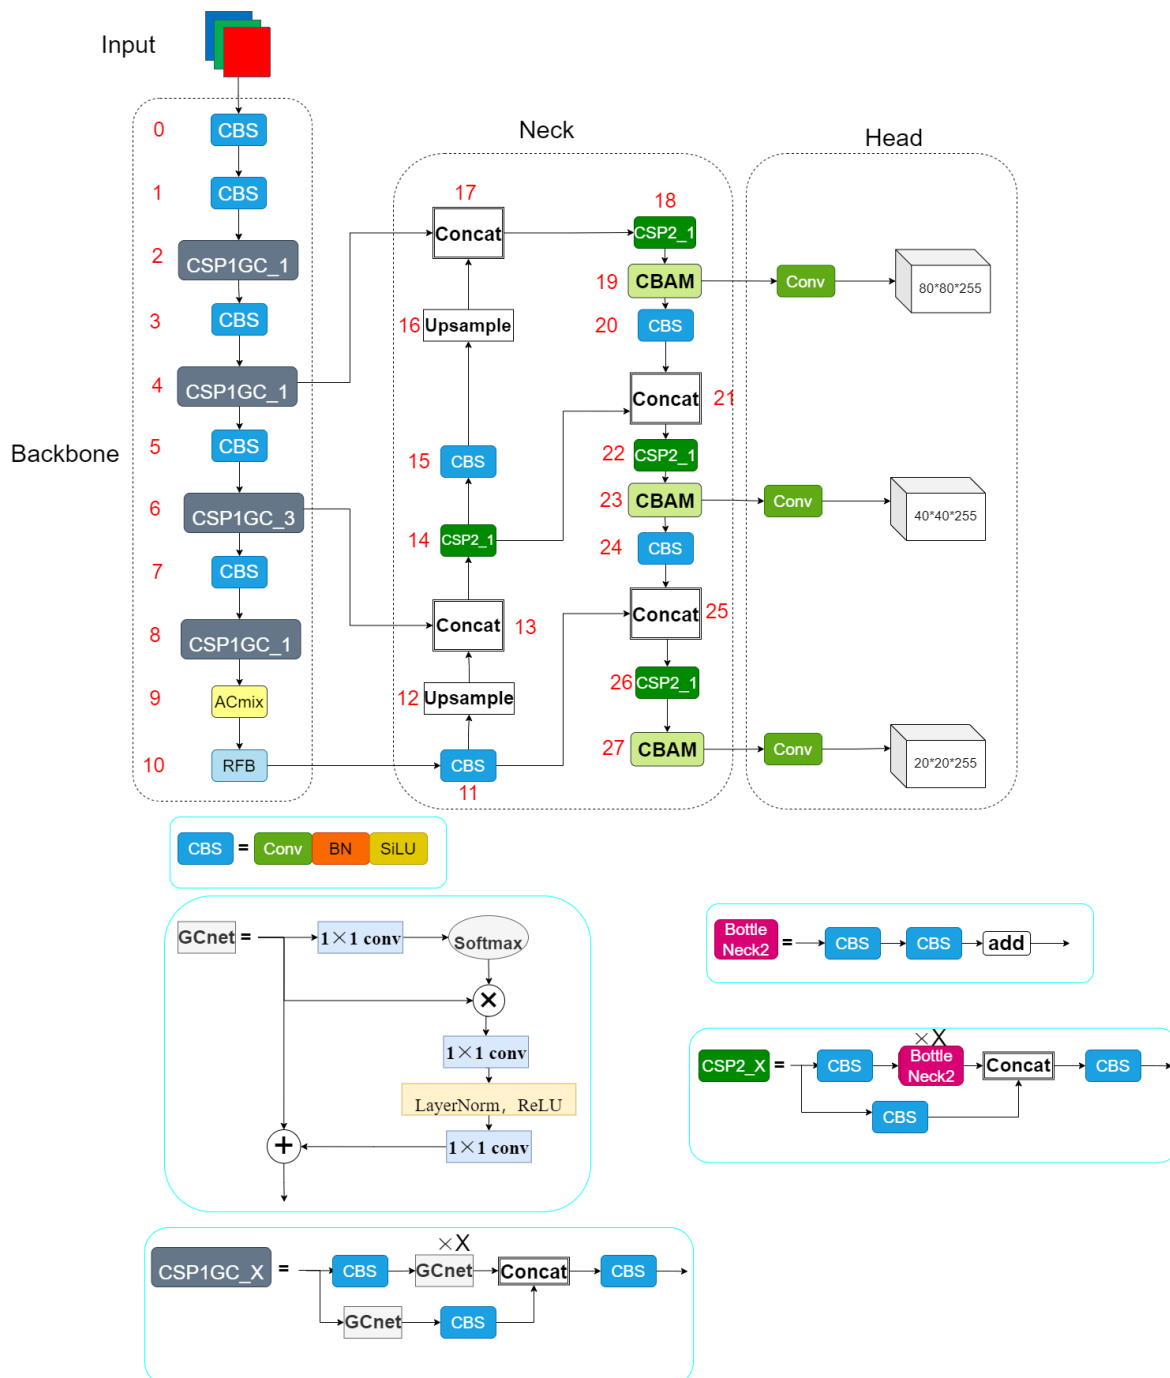 Input
Backbone
0
CBS
1
CBS
2
CSP1GC_1
3
CBS
4
CSP1GC_1
5
CBS
6
CSP1GC_3
7
CBS
8
CSP1GC_1
9
ACmix
10
RFB
Neck
17
Concat
16
Upsample
15
CBS
14
CSP2_1
Concat
13
12
Upsample
CBS
11
18
CSP2_1
19
CBAM
20
CBS
Concat
21
22
CSP2_1
23
CBAM
24
CBS
Concat
25
26
CSP2_1
27
CBAM
Head
Conv
80*80*255
Conv
40*40*255
Conv
20*20*255
CBS = Conv BN SiLU
GCnet = 1×1 conv Softmax
×
1×1 conv
LayerNorm, ReLU
+ 1×1 conv
Bottle
Neck2
= CBS CBS add
×X
CSP2_X = CBS Bottle
Neck2
Concat CBS
CBS
×X
CSP1GC_X = CBS GCnet Concat CBS
GCnet CBS